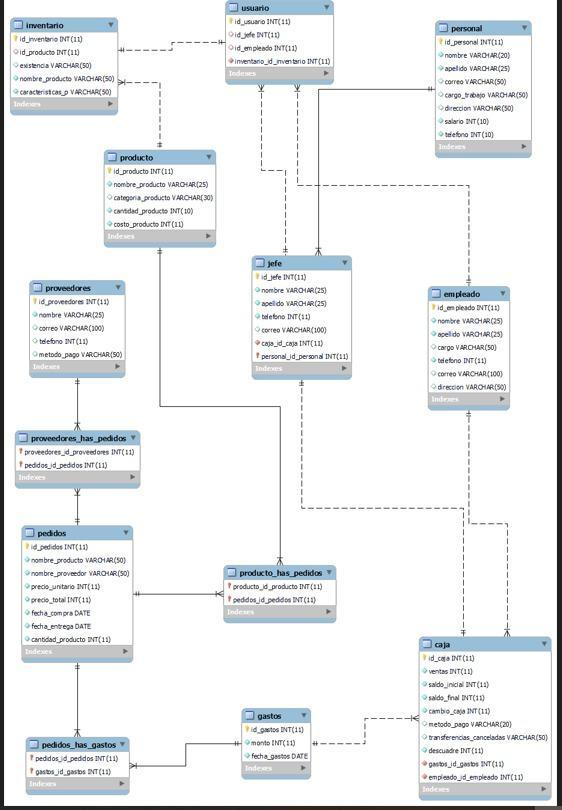 inventario
id_inventario INT(11)
id_producto INT(11)
existencia VARCHAR(50)
nombre_producto VARCHAR(50)
caracteristicas_p VARCHAR(50)
Indexes
usuario
id_usuario INT(11)
id_jefe INT(11)
id_empleado INT(11)
inventario_id_inventario INT(11)
Indexes
personal
id_personal INT(11)
nombre VARCHAR(20)
apellido VARCHAR(25)
correo VARCHAR(50)
cargo_trabajo VARCHAR(50)
direccion VARCHAR(50)
salario INT(10)
telefono INT(10)
Indexes
producto
id_producto INT(11)
nombre_producto VARCHAR(25)
categoria_producto VARCHAR(30)
cantidad_producto INT(10)
costo_producto INT(11)
Indexes
proveedores
id_proveedores INT(11)
nombre VARCHAR(25)
correo VARCHAR(100)
telefono INT(11)
metodo_pago VARCHAR(50)
Indexes
jefe
id_jefe INT(11)
nombre VARCHAR(25)
apellido VARCHAR(25)
telefono INT(11)
correo VARCHAR(100)
caja_id_caja INT(11)
personal_id_personal INT(11)
Indexes
empleado
id_empleado INT(11)
nombre VARCHAR(25)
apellido VARCHAR(25)
cargo VARCHAR(50)
telefono INT(11)
correo VARCHAR(100)
direccion VARCHAR(50)
Indexes
proveedores_has_pedidos
proveedores_id_proveedores INT(11)
pedidos_id_pedidos INT(11)
Indexes
pedidos
id_pedidos INT(11)
nombre_producto VARCHAR(50)
nombre_proveedor VARCHAR(50)
precio_unitario INT(11)
precio_total INT(11)
fecha_compra DATE
fecha_entrega DATE
cantidad_producto INT(11)
Indexes
producto_has_pedidos
producto_id_producto INT(11)
pedidos_id_pedidos INT(11)
Indexes
caja
id_caja INT(11)
ventas INT(11)
saldo_inicial INT(11)
saldo_final INT(11)
cambio_caja INT(11)
metodo_pago VARCHAR(20)
transferencias_canceladas VARCHAR(50)
descuadre INT(11)
gastos_id_gastos INT(11)
empleado_id_empleado INT(11)
Indexes
pedidos_has_gastos
pedidos_id_pedidos INT(11)
gastos_id_gastos INT(11)
Indexes
gastos
id_gastos INT(11)
monto INT(11)
fecha_gastos DATE
Indexes